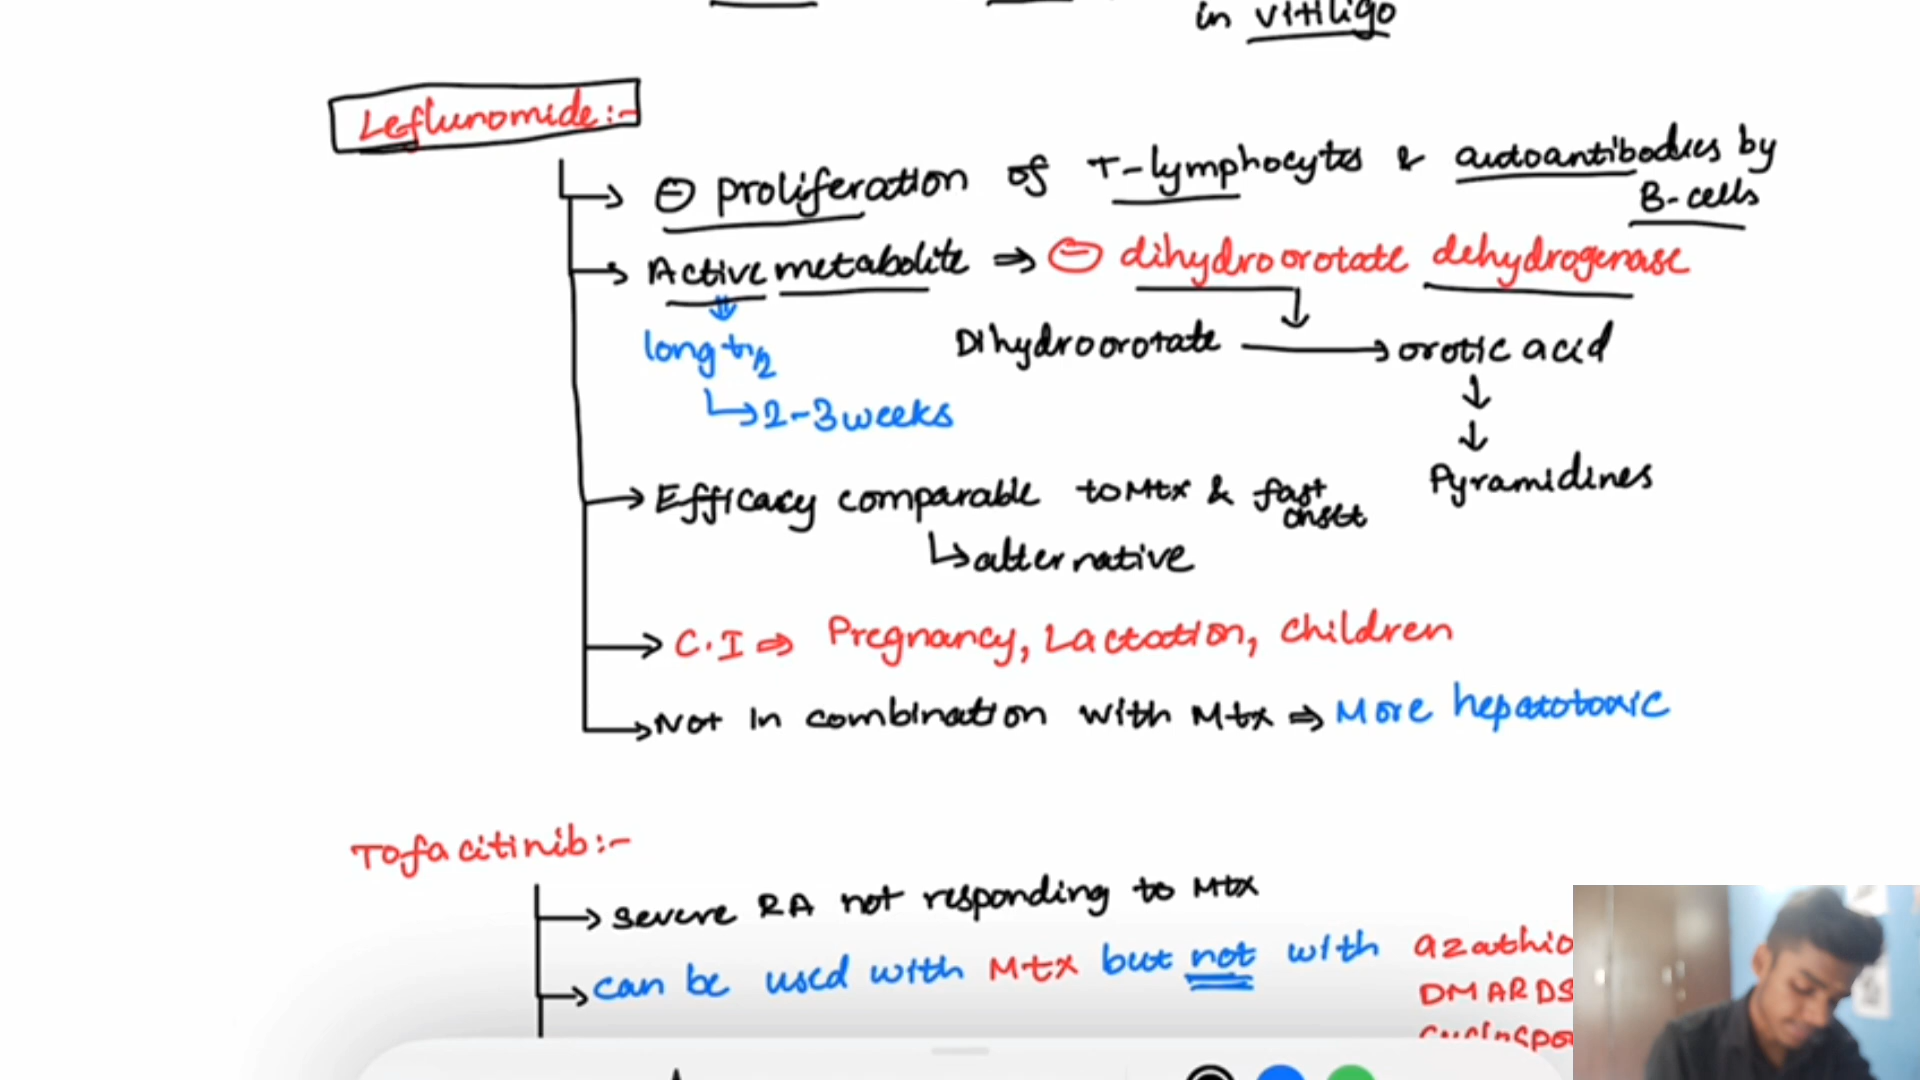 in vitiligo
Leflunomide:-
⊖ proliferation of T-lymphocytes & autoantibodies by
B-cells
Active metabolite ⇒ ⊖ dihydroorotate dehydrogenase
long t1/2
Dihydroorotate → orotic acid
↳ 2-3 weeks
Pyramidines
Efficacy comparable to Mtx & fast
onset
↳ alternative
C.I ⇒ Pregnancy, Lactation, children
Not in combination with Mtx ⇒ More hepatotoxic
Tofacitinib:-
severe RA not responding to Mtx
can be used with Mtx but not with azathio
DMARDS